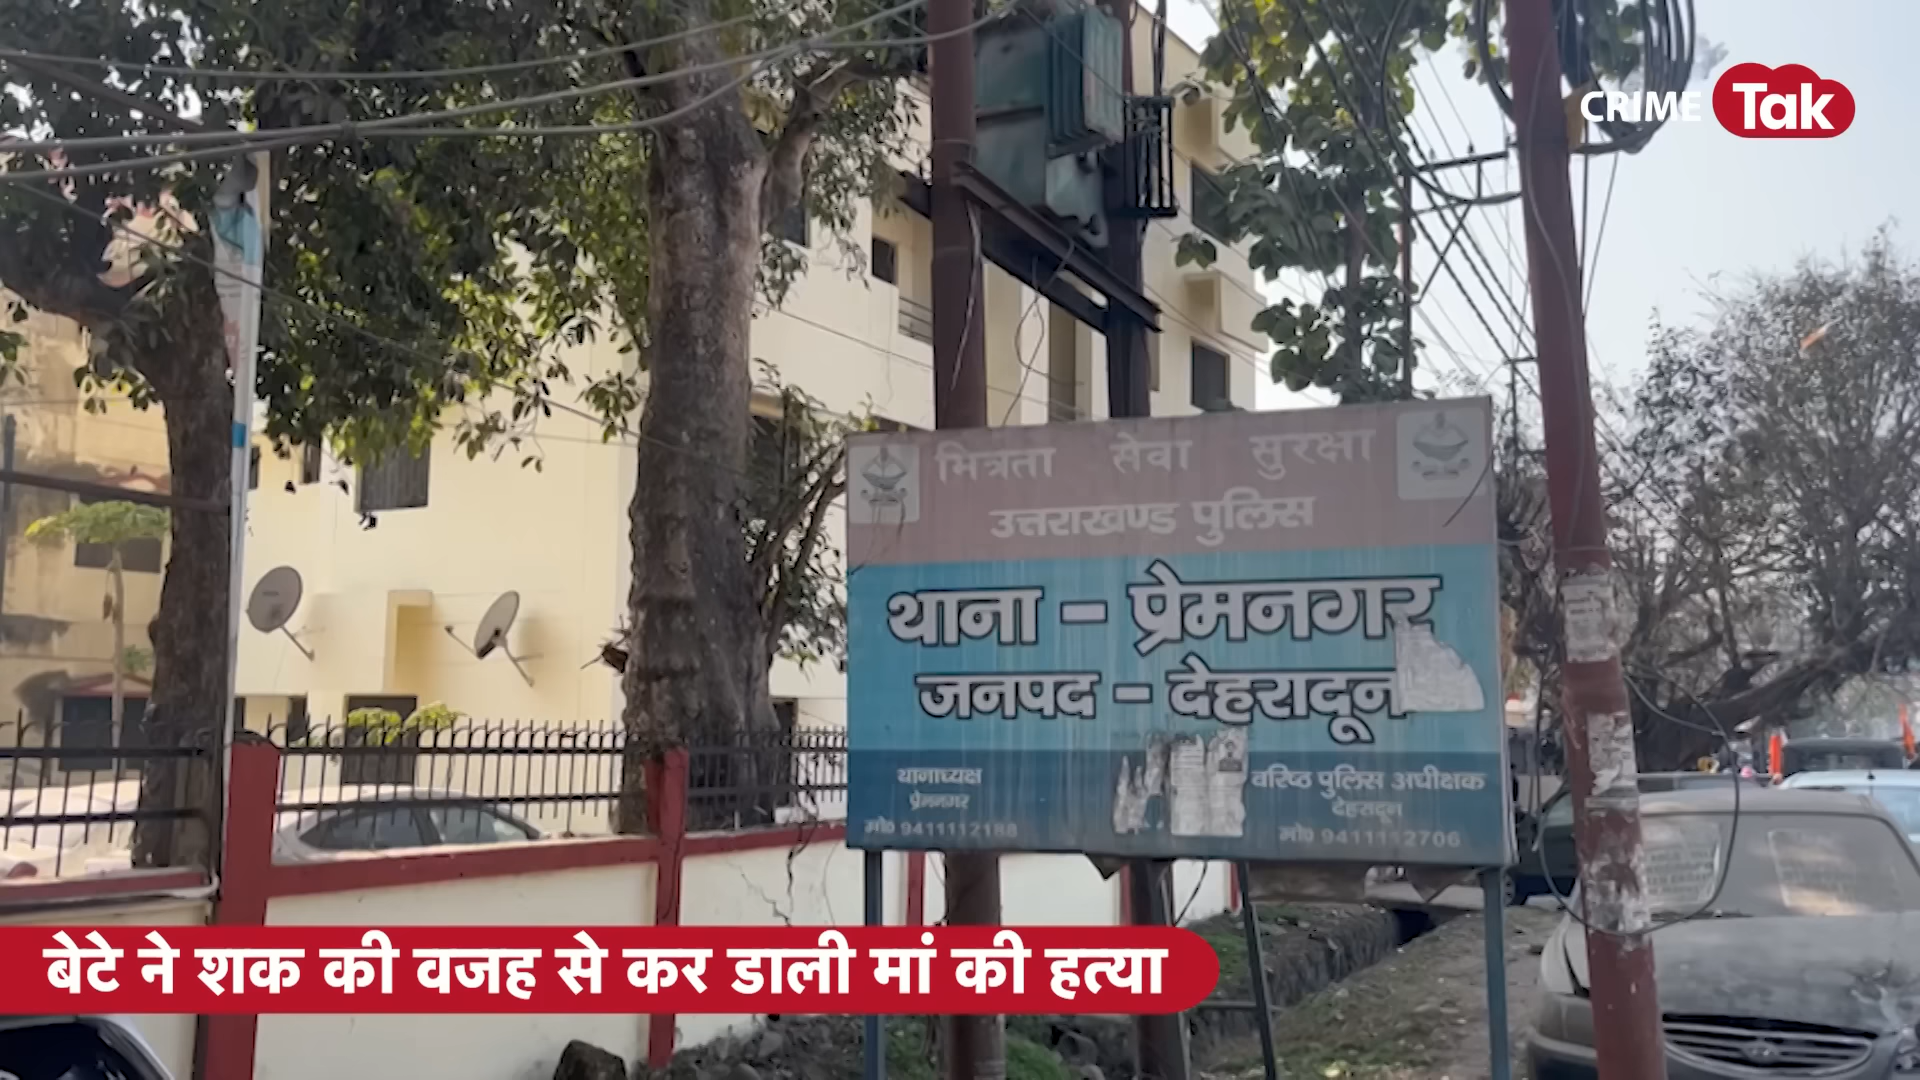 CRIME Tak
मित्रता सेवा सुरक्षा
उत्तराखण्ड पुलिस
थाना - प्रेमनगर
जनपद - देहरादून
थानाध्यक्ष
प्रेमनगर
मो० 9411112188
वरिष्ठ पुलिस अधीक्षक
देहरादून
मो० 9411112706
बेटे ने शक की वजह से कर डाली मां की हत्या